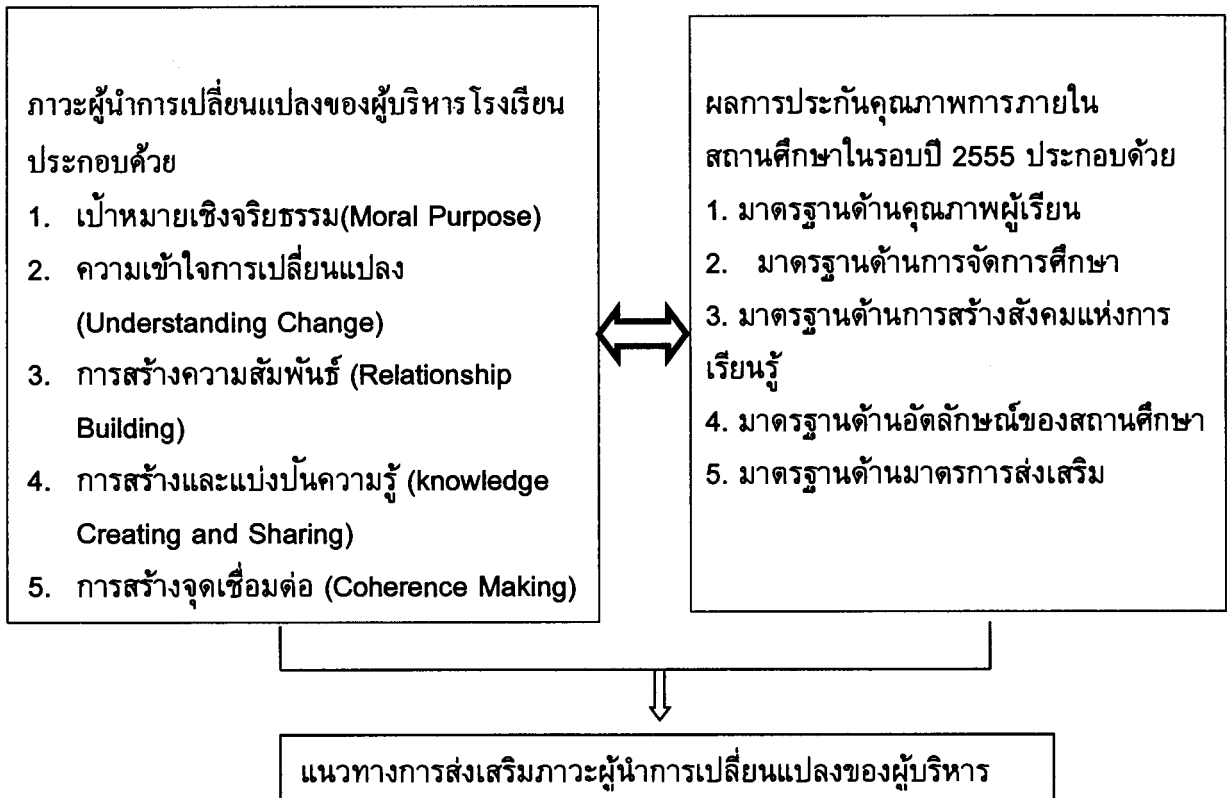 ภาวะผู้นำการเปลี่ยนแปลงของผู้บริหารโรงเรียน
ประกอบด้วย
1. เป้าหมายเชิงจริยธรรม(Moral Purpose)
2. ความเข้าใจการเปลี่ยนแปลง
(Understanding Change)
3. การสร้างความสัมพันธ์ (Relationship
Building)
4. การสร้างและแบ่งปันความรู้ (knowledge
Creating and Sharing)
5. การสร้างจุดเชื่อมต่อ (Coherence Making)
ผลการประกันคุณภาพการภายใน
สถานศึกษาในรอบปี 2555 ประกอบด้วย
1. มาตรฐานด้านคุณภาพผู้เรียน
2. มาตรฐานด้านการจัดการศึกษา
3. มาตรฐานด้านการสร้างสังคมแห่งการ
เรียนรู้
4. มาตรฐานด้านอัตลักษณ์ของสถานศึกษา
5. มาตรฐานด้านมาตรการส่งเสริม
แนวทางการส่งเสริมภาวะผู้นำการเปลี่ยนแปลงของผู้บริหาร